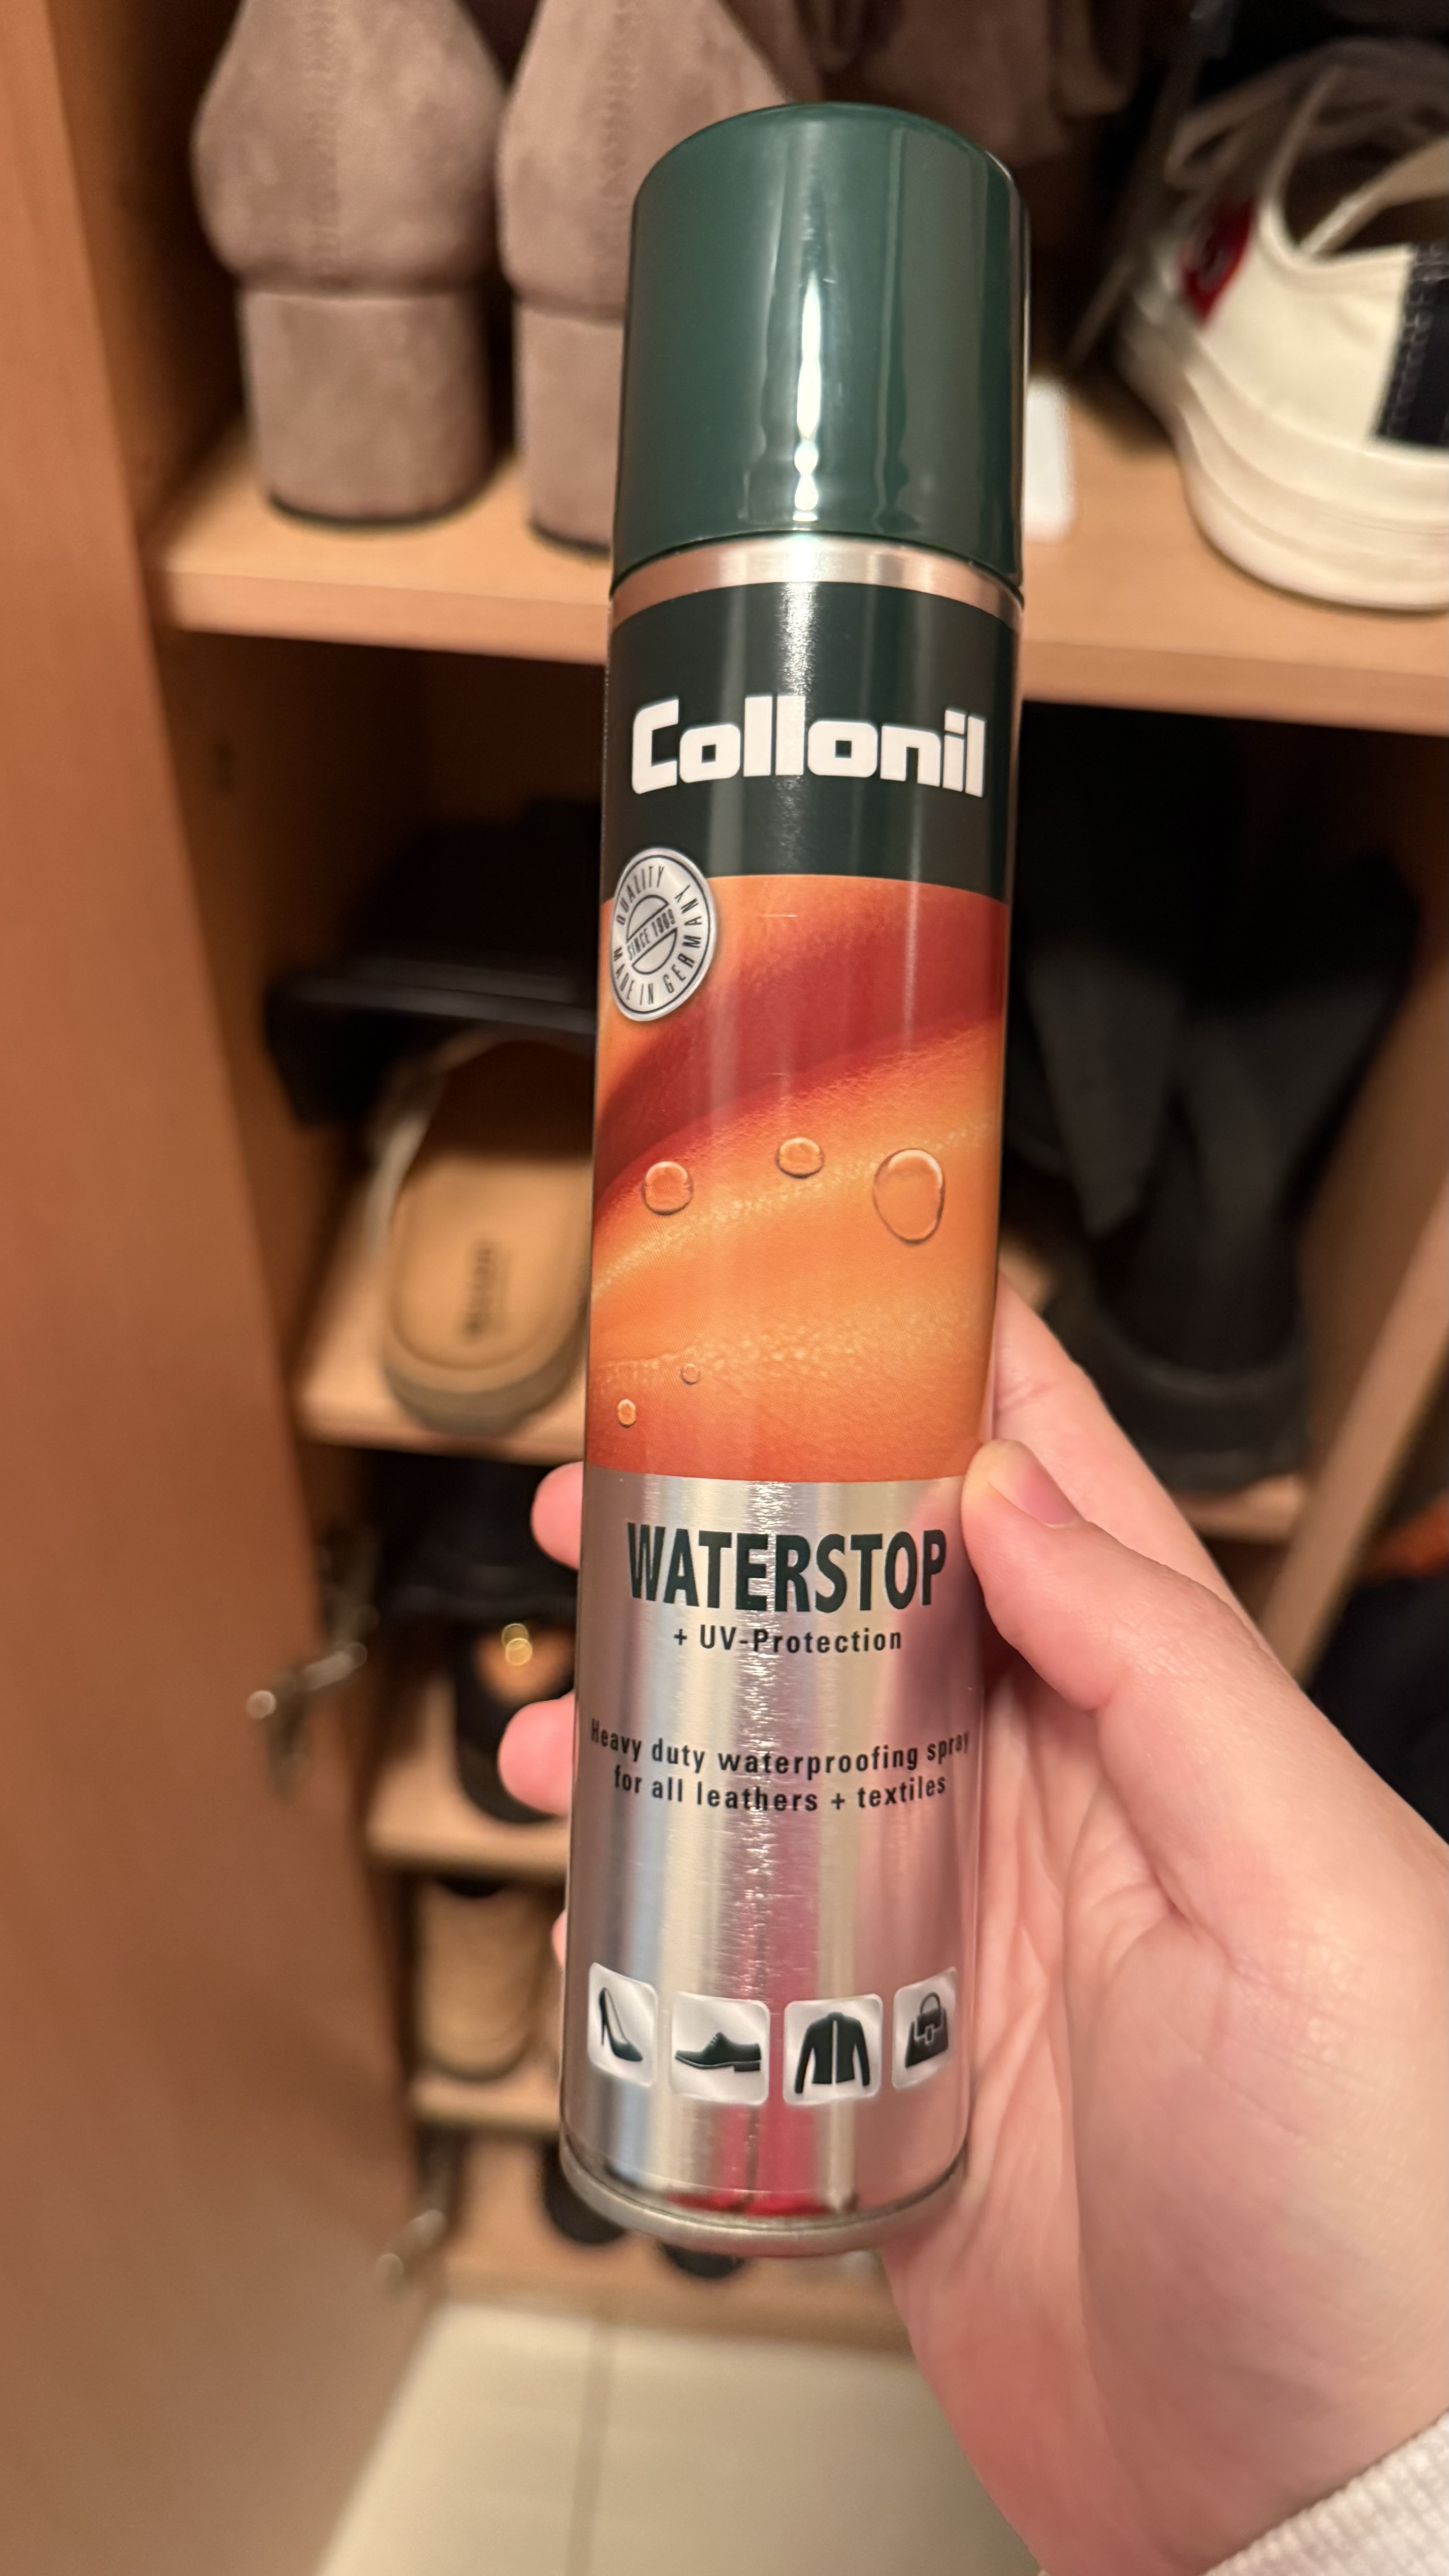 Collonil
QUALITY
SINCE 1909
MADE IN GERMANY
WATERSTOP
+ UV-Protection
Heavy duty waterproofing spray
for all leathers + textiles